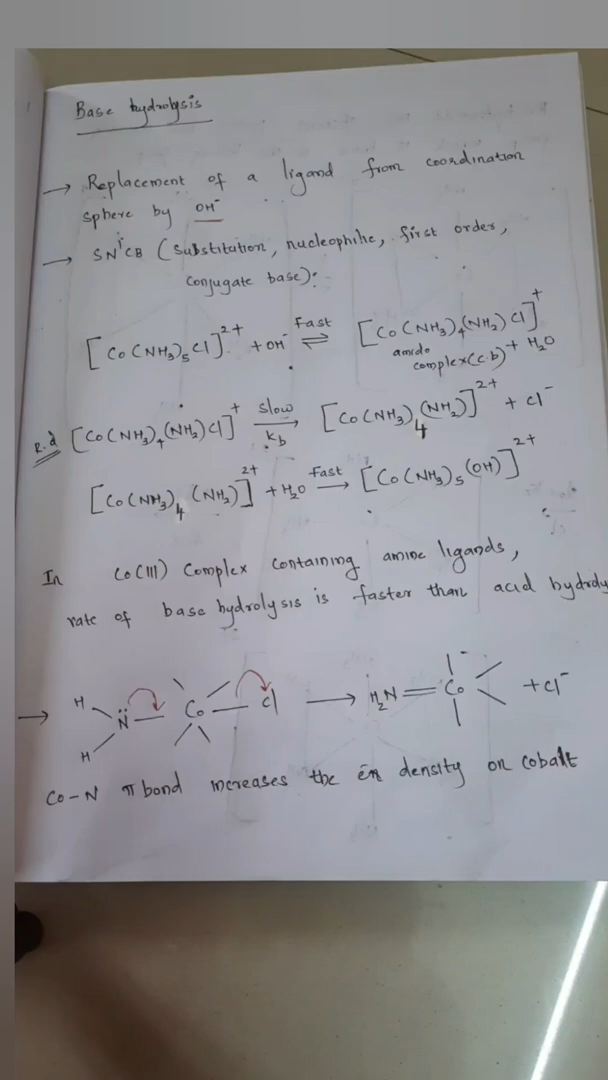 Base hydrolysis
→ Replacement of a ligand from coordination
sphere by OH⁻
→ SN¹CB (Substitution, nucleophilic, first order,
conjugate base):
[Co(NH₃)₅Cl]²⁺ + OH⁻ ⇌ Fast [Co(NH₃)₄(NH₂)Cl]⁺
amido
complex(c.b) + H₂O
R.d [Co(NH₃)₄(NH₂)Cl]⁺ slow → k_b [Co(NH₃)₄(NH₂)]²⁺ + Cl⁻
[Co(NH₃)₄(NH₂)]²⁺ + H₂O Fast → [Co(NH₃)₅(OH)]²⁺
In Co(III) Complex containing amine ligands,
rate of base hydrolysis is faster than acid
→ H H N̈ — Co — Cl → H₂N = Co⁻ + Cl⁻
Co-N π bond increases the density on cobalt